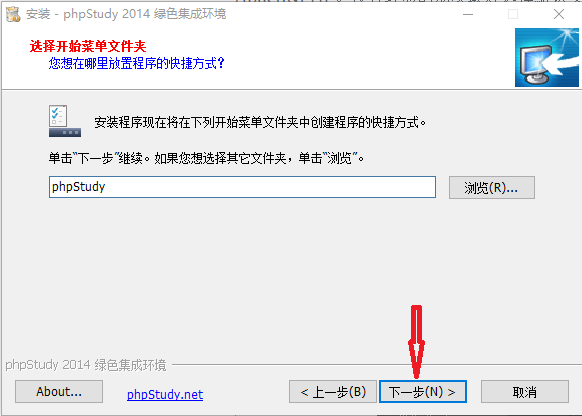 安装 - phpStudy 2014 绿色集成环境
选择开始菜单文件夹
您想在哪里放置程序的快捷方式？
安装程序现在将在下列开始菜单文件夹中创建程序的快捷方式。
单击“下一步”继续。如果您想选择其它文件夹，单击“浏览”。
phpStudy
浏览(R)...
phpStudy 2014 绿色集成环境
About...
phpStudy.net
< 上一步(B)
下一步(N) >
取消